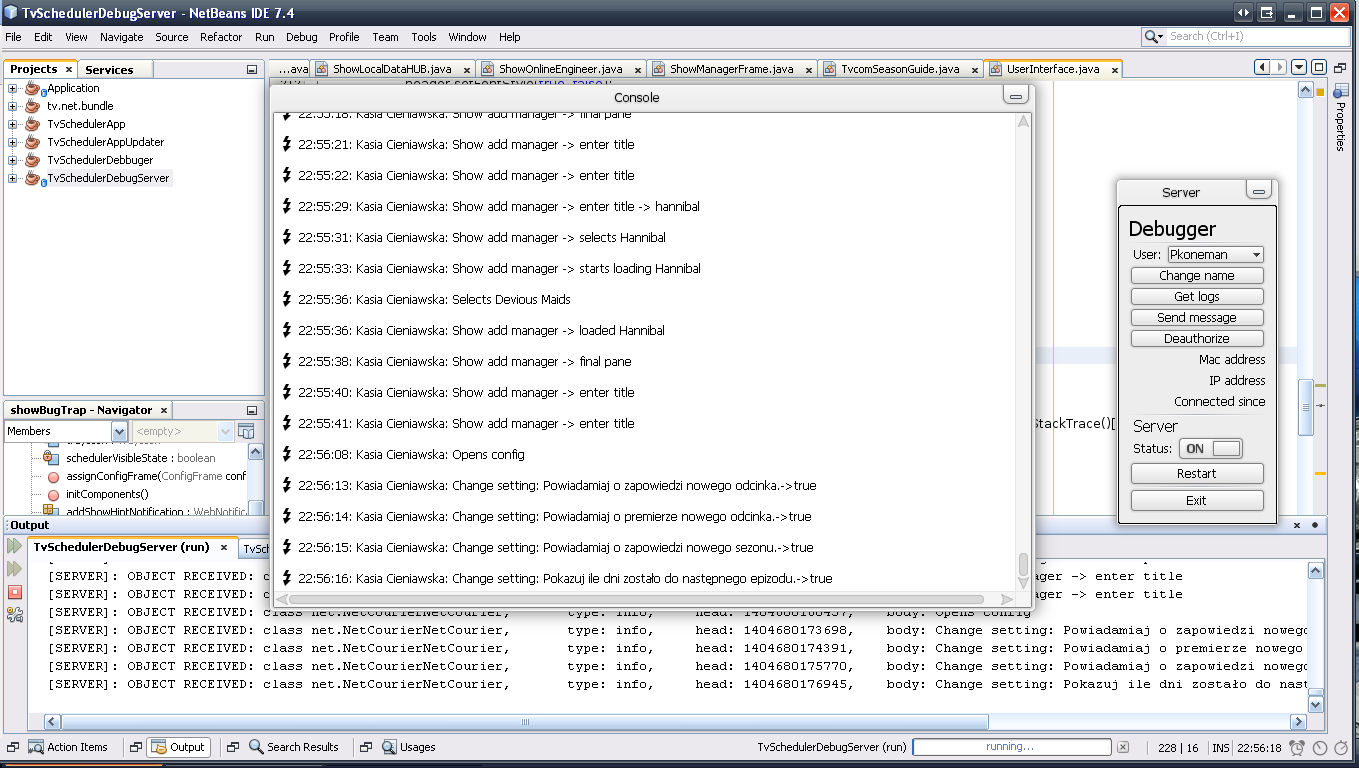 TvSchedulerDebugServer - NetBeans IDE 7.4
File Edit View Navigate Source Refactor Run Debug Profile Team Tools Window Help
Search (Ctrl+I)
Projects Services
...ava ShowLocalDataHUB.java ShowOnlineEngineer.java ShowManagerFrame.java TvcomSeasonGuide.java UserInterface.java
Application
tv.net.bundle
TvSchedulerApp
TvSchedulerAppUpdater
TvSchedulerDebbuger
TvSchedulerDebugServer
Properties
Console
22:55:18: Kasia Cieniawska: Show add manager -> final pane
22:55:21: Kasia Cieniawska: Show add manager -> enter title
22:55:22: Kasia Cieniawska: Show add manager -> enter title
22:55:29: Kasia Cieniawska: Show add manager -> enter title -> hannibal
22:55:31: Kasia Cieniawska: Show add manager -> selects Hannibal
22:55:33: Kasia Cieniawska: Show add manager -> starts loading Hannibal
22:55:36: Kasia Cieniawska: Selects Devious Maids
22:55:36: Kasia Cieniawska: Show add manager -> loaded Hannibal
22:55:38: Kasia Cieniawska: Show add manager -> final pane
22:55:40: Kasia Cieniawska: Show add manager -> enter title
22:55:41: Kasia Cieniawska: Show add manager -> enter title
22:56:08: Kasia Cieniawska: Opens config
22:56:13: Kasia Cieniawska: Change setting: Powiadamiaj o zapowiedzi nowego odcinka.->true
22:56:14: Kasia Cieniawska: Change setting: Powiadamiaj o premierze nowego odcinka.->true
22:56:15: Kasia Cieniawska: Change setting: Powiadamiaj o zapowiedzi nowego sezonu.->true
22:56:16: Kasia Cieniawska: Change setting: Pokazuj ile dni zostało do następnego epizodu.->true
Server
Debugger
User: Pkoneman
Change name
Get logs
Send message
Deauthorize
Mac address
IP address
Connected since
Server
Status: ON
Restart
Exit
StackTrace()[
showBugTrap - Navigator
Members <empty>
schedulerVisibleState : boolean
assignConfigFrame(ConfigFrame conf
initComponents()
addShowHintNotification : WebNotific
Output
TvSchedulerDebugServer (run) TvSch
[SERVER]: OBJECT RECEIVED: c ager -> enter title
[SERVER]: OBJECT RECEIVED: c ager -> enter title
[SERVER]: OBJECT RECEIVED: class net.NetCourierNetCourier, type: info, head: 1404680168457, body: Opens config
[SERVER]: OBJECT RECEIVED: class net.NetCourierNetCourier, type: info, head: 1404680173698, body: Change setting: Powiadamiaj o zapowiedzi nowego
[SERVER]: OBJECT RECEIVED: class net.NetCourierNetCourier, type: info, head: 1404680174391, body: Change setting: Powiadamiaj o premierze nowego
[SERVER]: OBJECT RECEIVED: class net.NetCourierNetCourier, type: info, head: 1404680175770, body: Change setting: Powiadamiaj o zapowiedzi nowego
[SERVER]: OBJECT RECEIVED: class net.NetCourierNetCourier, type: info, head: 1404680176945, body: Change setting: Pokazuj ile dni zostało do nast
Action Items Output Search Results Usages TvSchedulerDebugServer (run) running... 228 | 16 INS 22:56:18